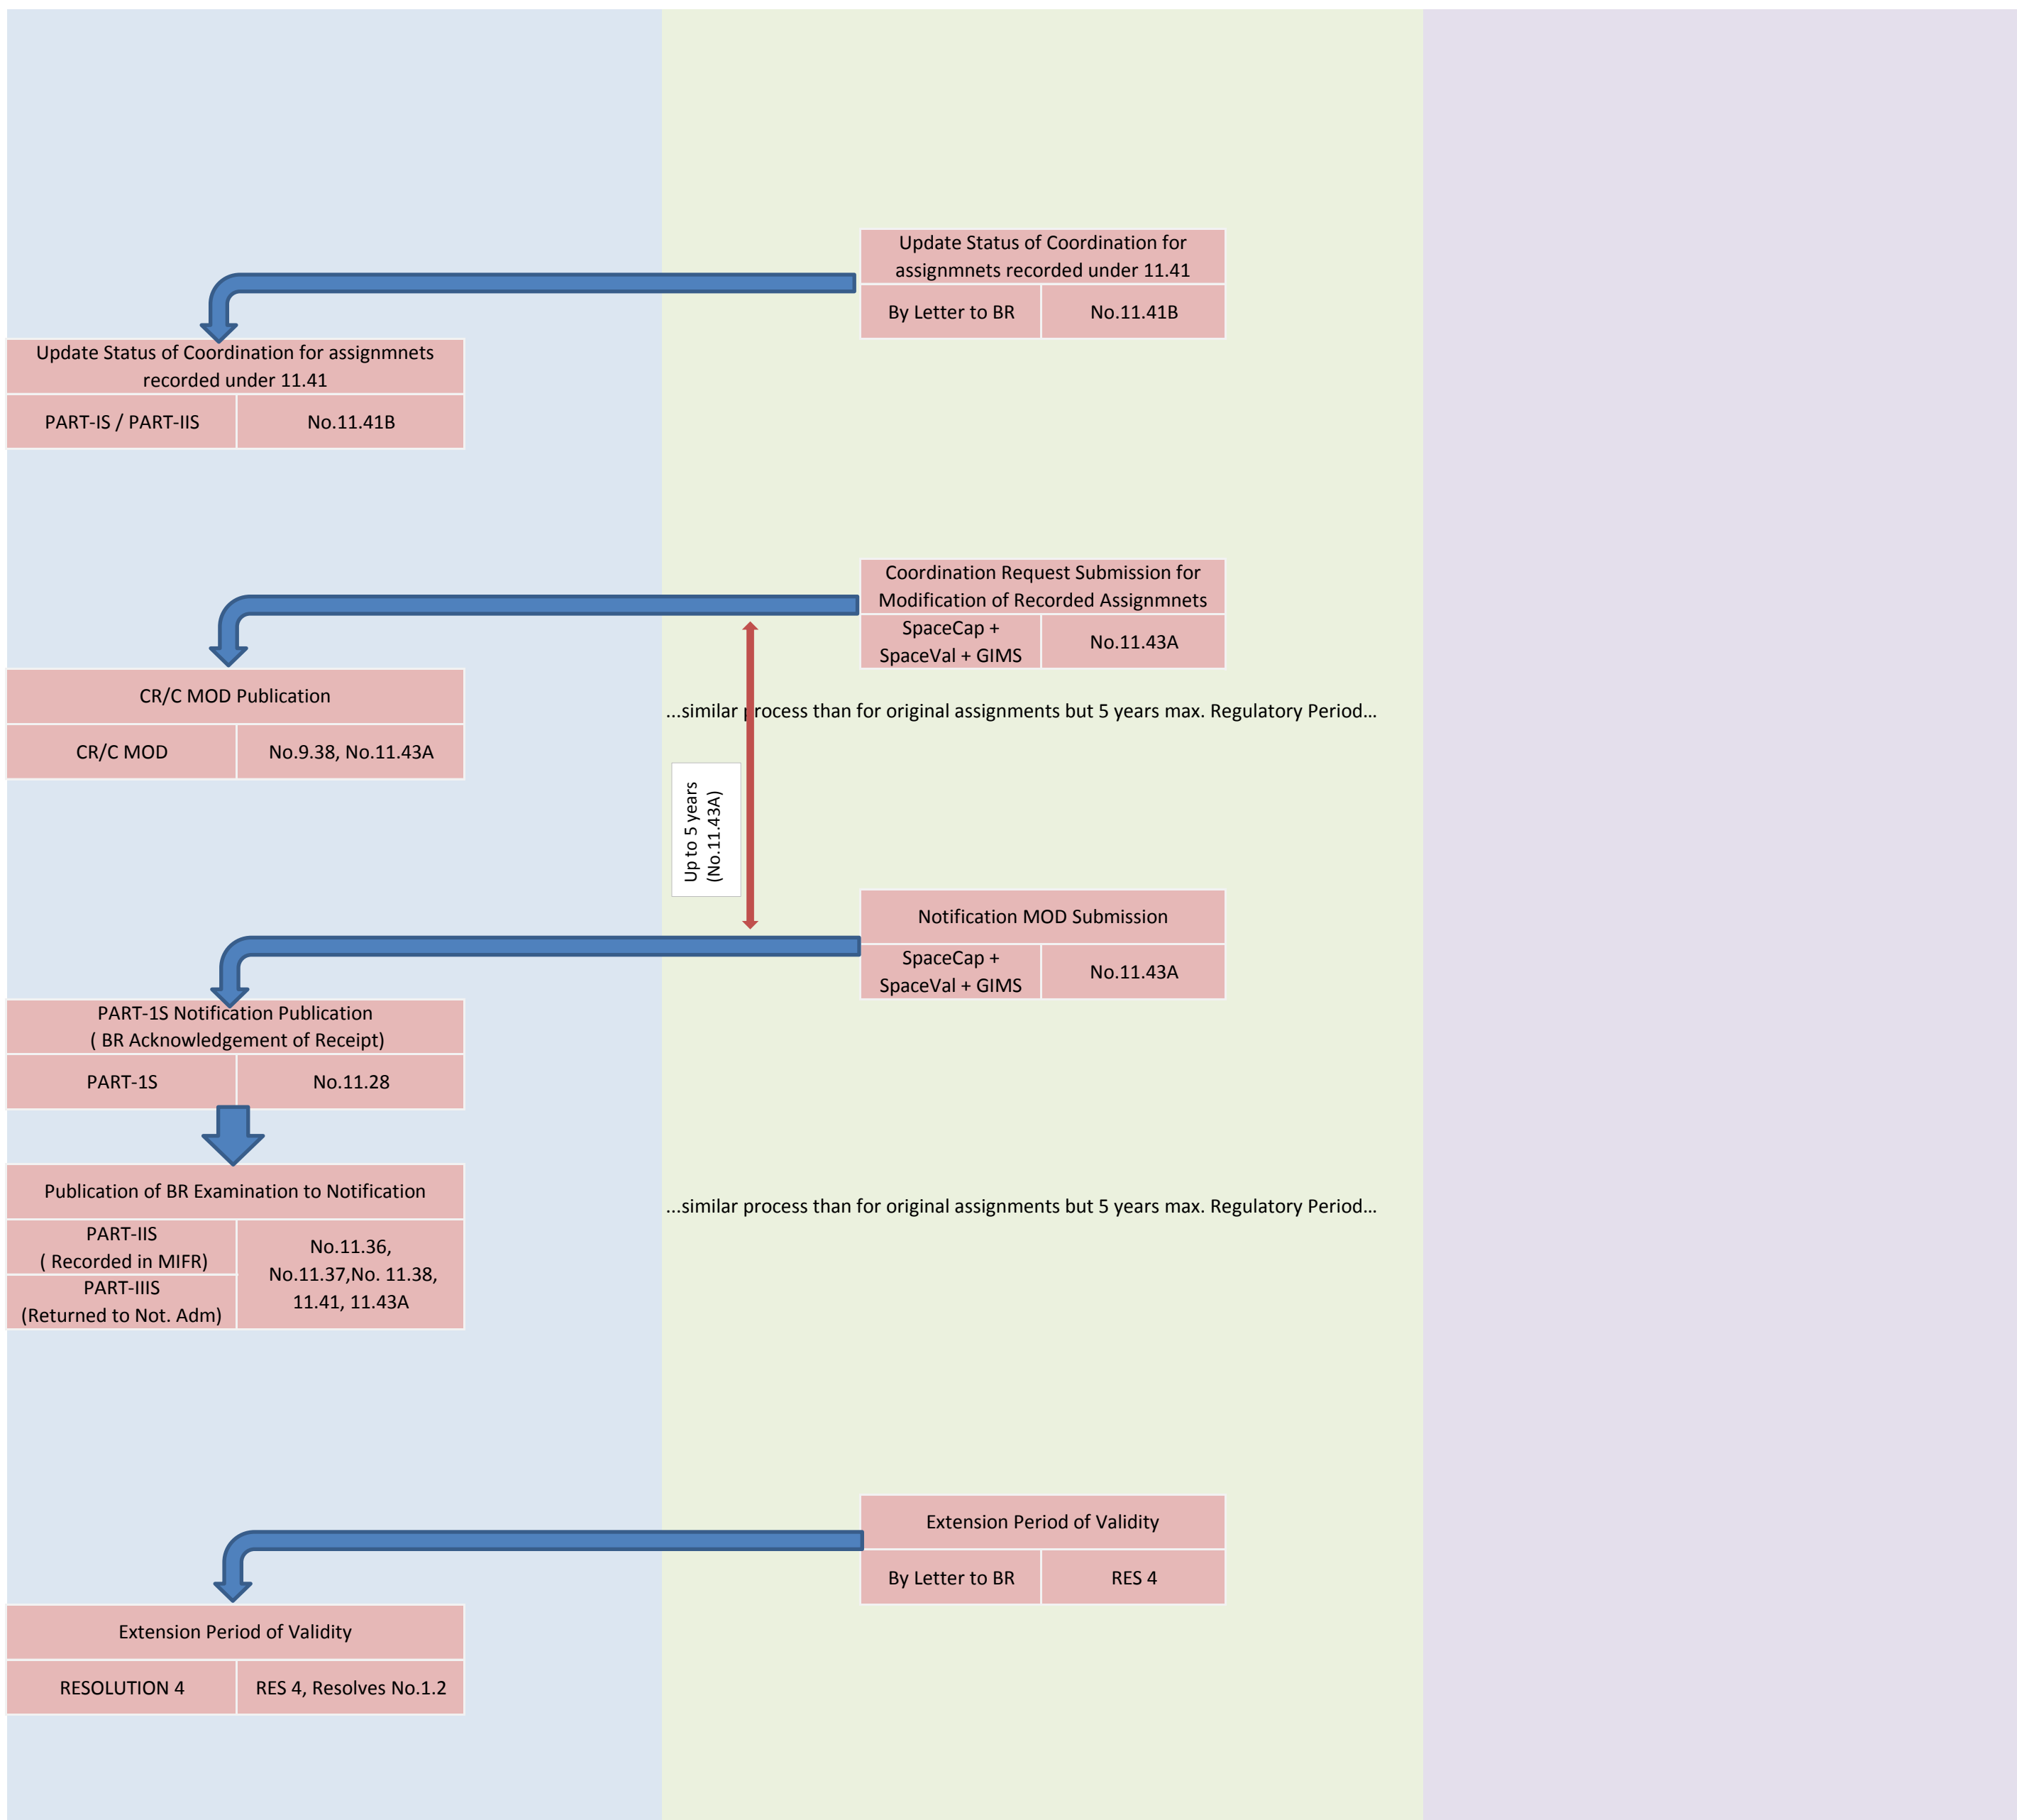 Update Status of Coordination for
assignmnets recorded under 11.41
By Letter to BR
No.11.41B
Update Status of Coordination for assignmnets
recorded under 11.41
PART-IS / PART-IIS
No.11.41B
Coordination Request Submission for
Modification of Recorded Assignmnets
SpaceCap +
SpaceVal + GIMS
No.11.43A
CR/C MOD Publication
CR/C MOD
No.9.38, No.11.43A
...similar process than for original assignments but 5 years max. Regulatory Period...
Up to 5 years
(No.11.43A)
Notification MOD Submission
SpaceCap +
SpaceVal + GIMS
No.11.43A
PART-1S Notification Publication
( BR Acknowledgement of Receipt)
PART-1S
No.11.28
Publication of BR Examination to Notification
PART-IIS
( Recorded in MIFR)
PART-IIIS
(Returned to Not. Adm)
No.11.36,
No.11.37,No. 11.38,
11.41, 11.43A
...similar process than for original assignments but 5 years max. Regulatory Period...
Extension Period of Validity
By Letter to BR
RES 4
Extension Period of Validity
RESOLUTION 4
RES 4, Resolves No.1.2